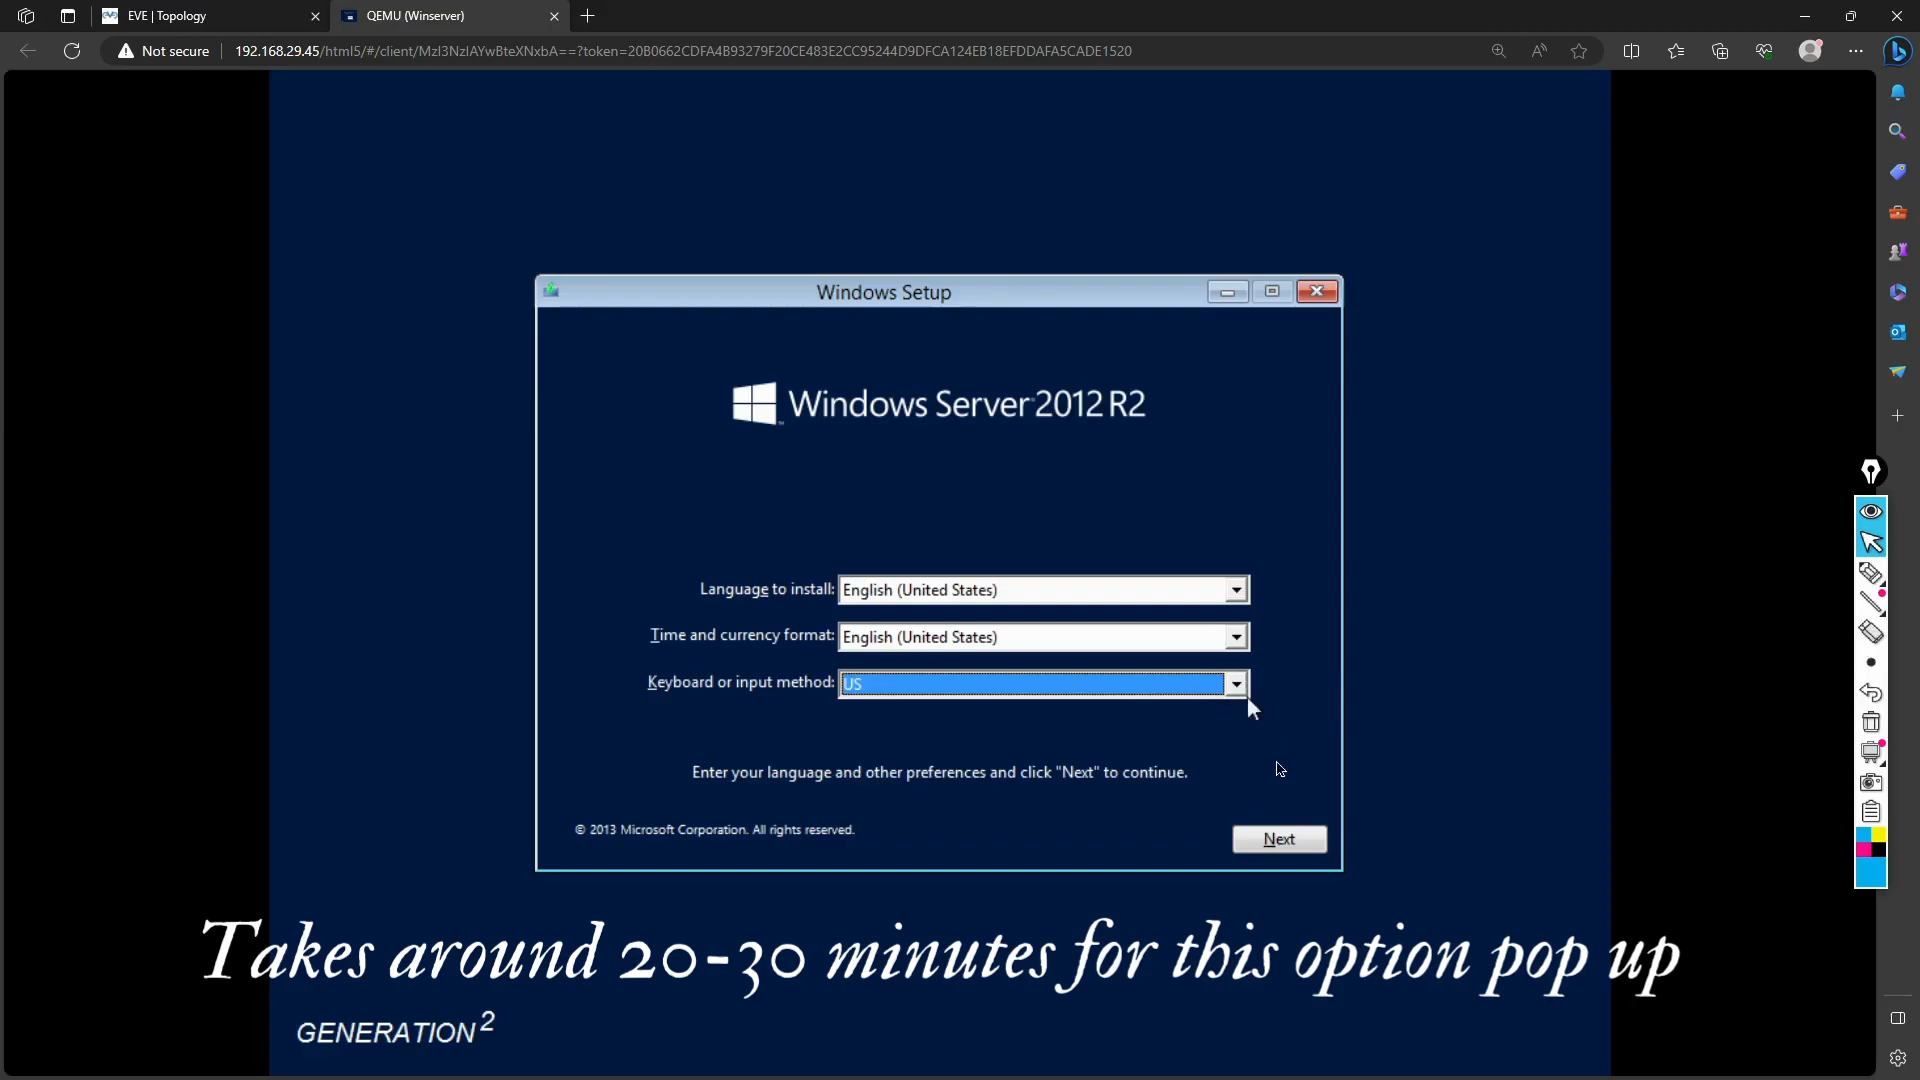 EVE | Topology
QEMU (Winserver)
Not secure
192.168.29.45/html5/#/client/MzI3NzIAYwBteXNxbA==?token=20B0662CDFA4B93279F20CE483E2CC95244D9DFCA124EB18EFDDAFA5CADE1520
Windows Setup
Windows Server 2012 R2
Language to install: English (United States)
Time and currency format: English (United States)
Keyboard or input method: US
Enter your language and other preferences and click "Next" to continue.
© 2013 Microsoft Corporation. All rights reserved.
Next
Takes around 20-30 minutes for this option pop up
GENERATION²